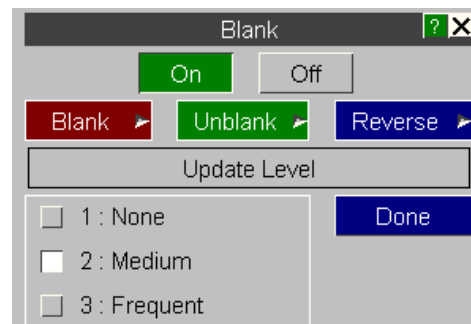 Blank ? X
On Off
Blank Unblank Reverse
Update Level
1 : None Done
2 : Medium
3 : Frequent